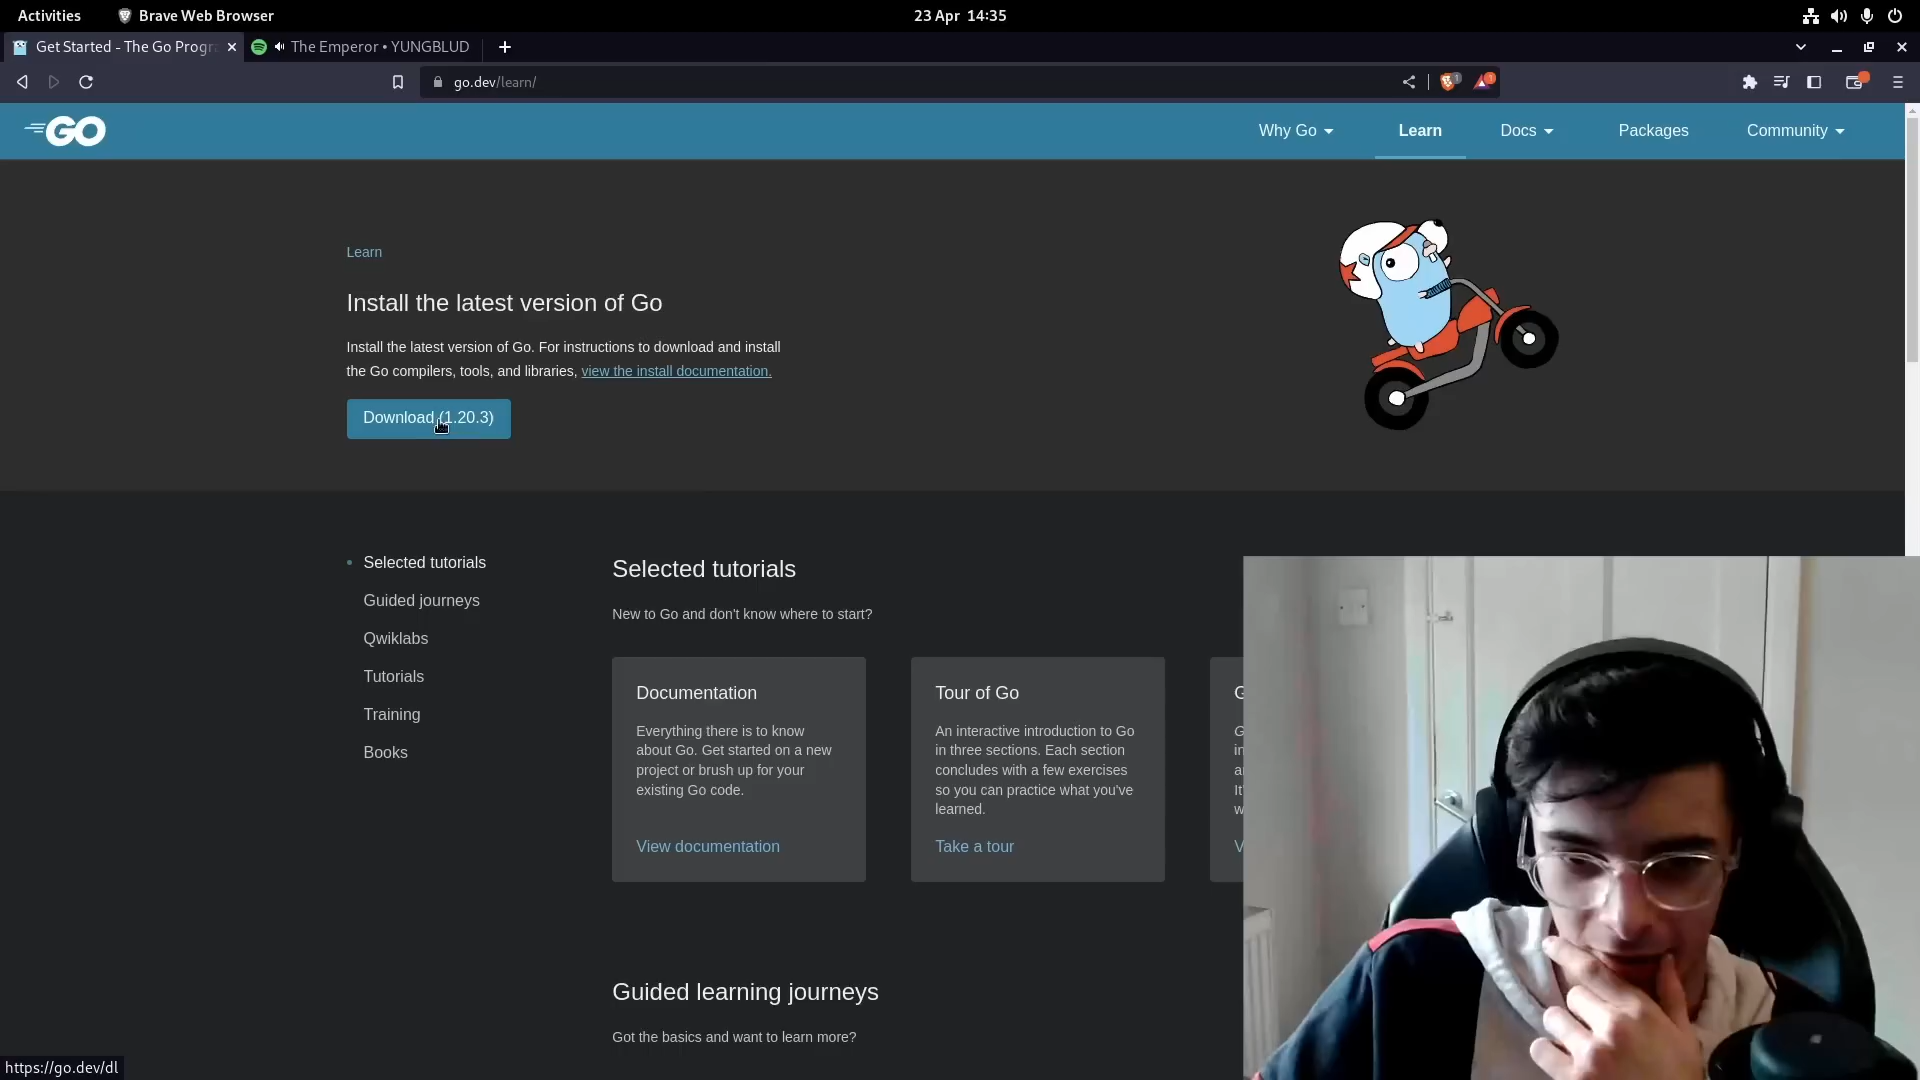 Activities
Brave Web Browser
23 Apr 14:35
Get Started - The Go Progr
The Emperor • YUNGBLUD
go.dev/learn/
1
1
GO
Why Go
Learn
Docs
Packages
Community
Learn
Install the latest version of Go
Install the latest version of Go. For instructions to download and install
the Go compilers, tools, and libraries, view the install documentation.
Download (1.20.3)
Selected tutorials
Guided journeys
Qwiklabs
Tutorials
Training
Books
Selected tutorials
New to Go and don't know where to start?
Documentation
Everything there is to know
about Go. Get started on a new
project or brush up for your
existing Go code.
View documentation
Tour of Go
An interactive introduction to Go
in three sections. Each section
concludes with a few exercises
so you can practice what you've
learned.
Take a tour
Guided learning journeys
Got the basics and want to learn more?
https://go.dev/dl